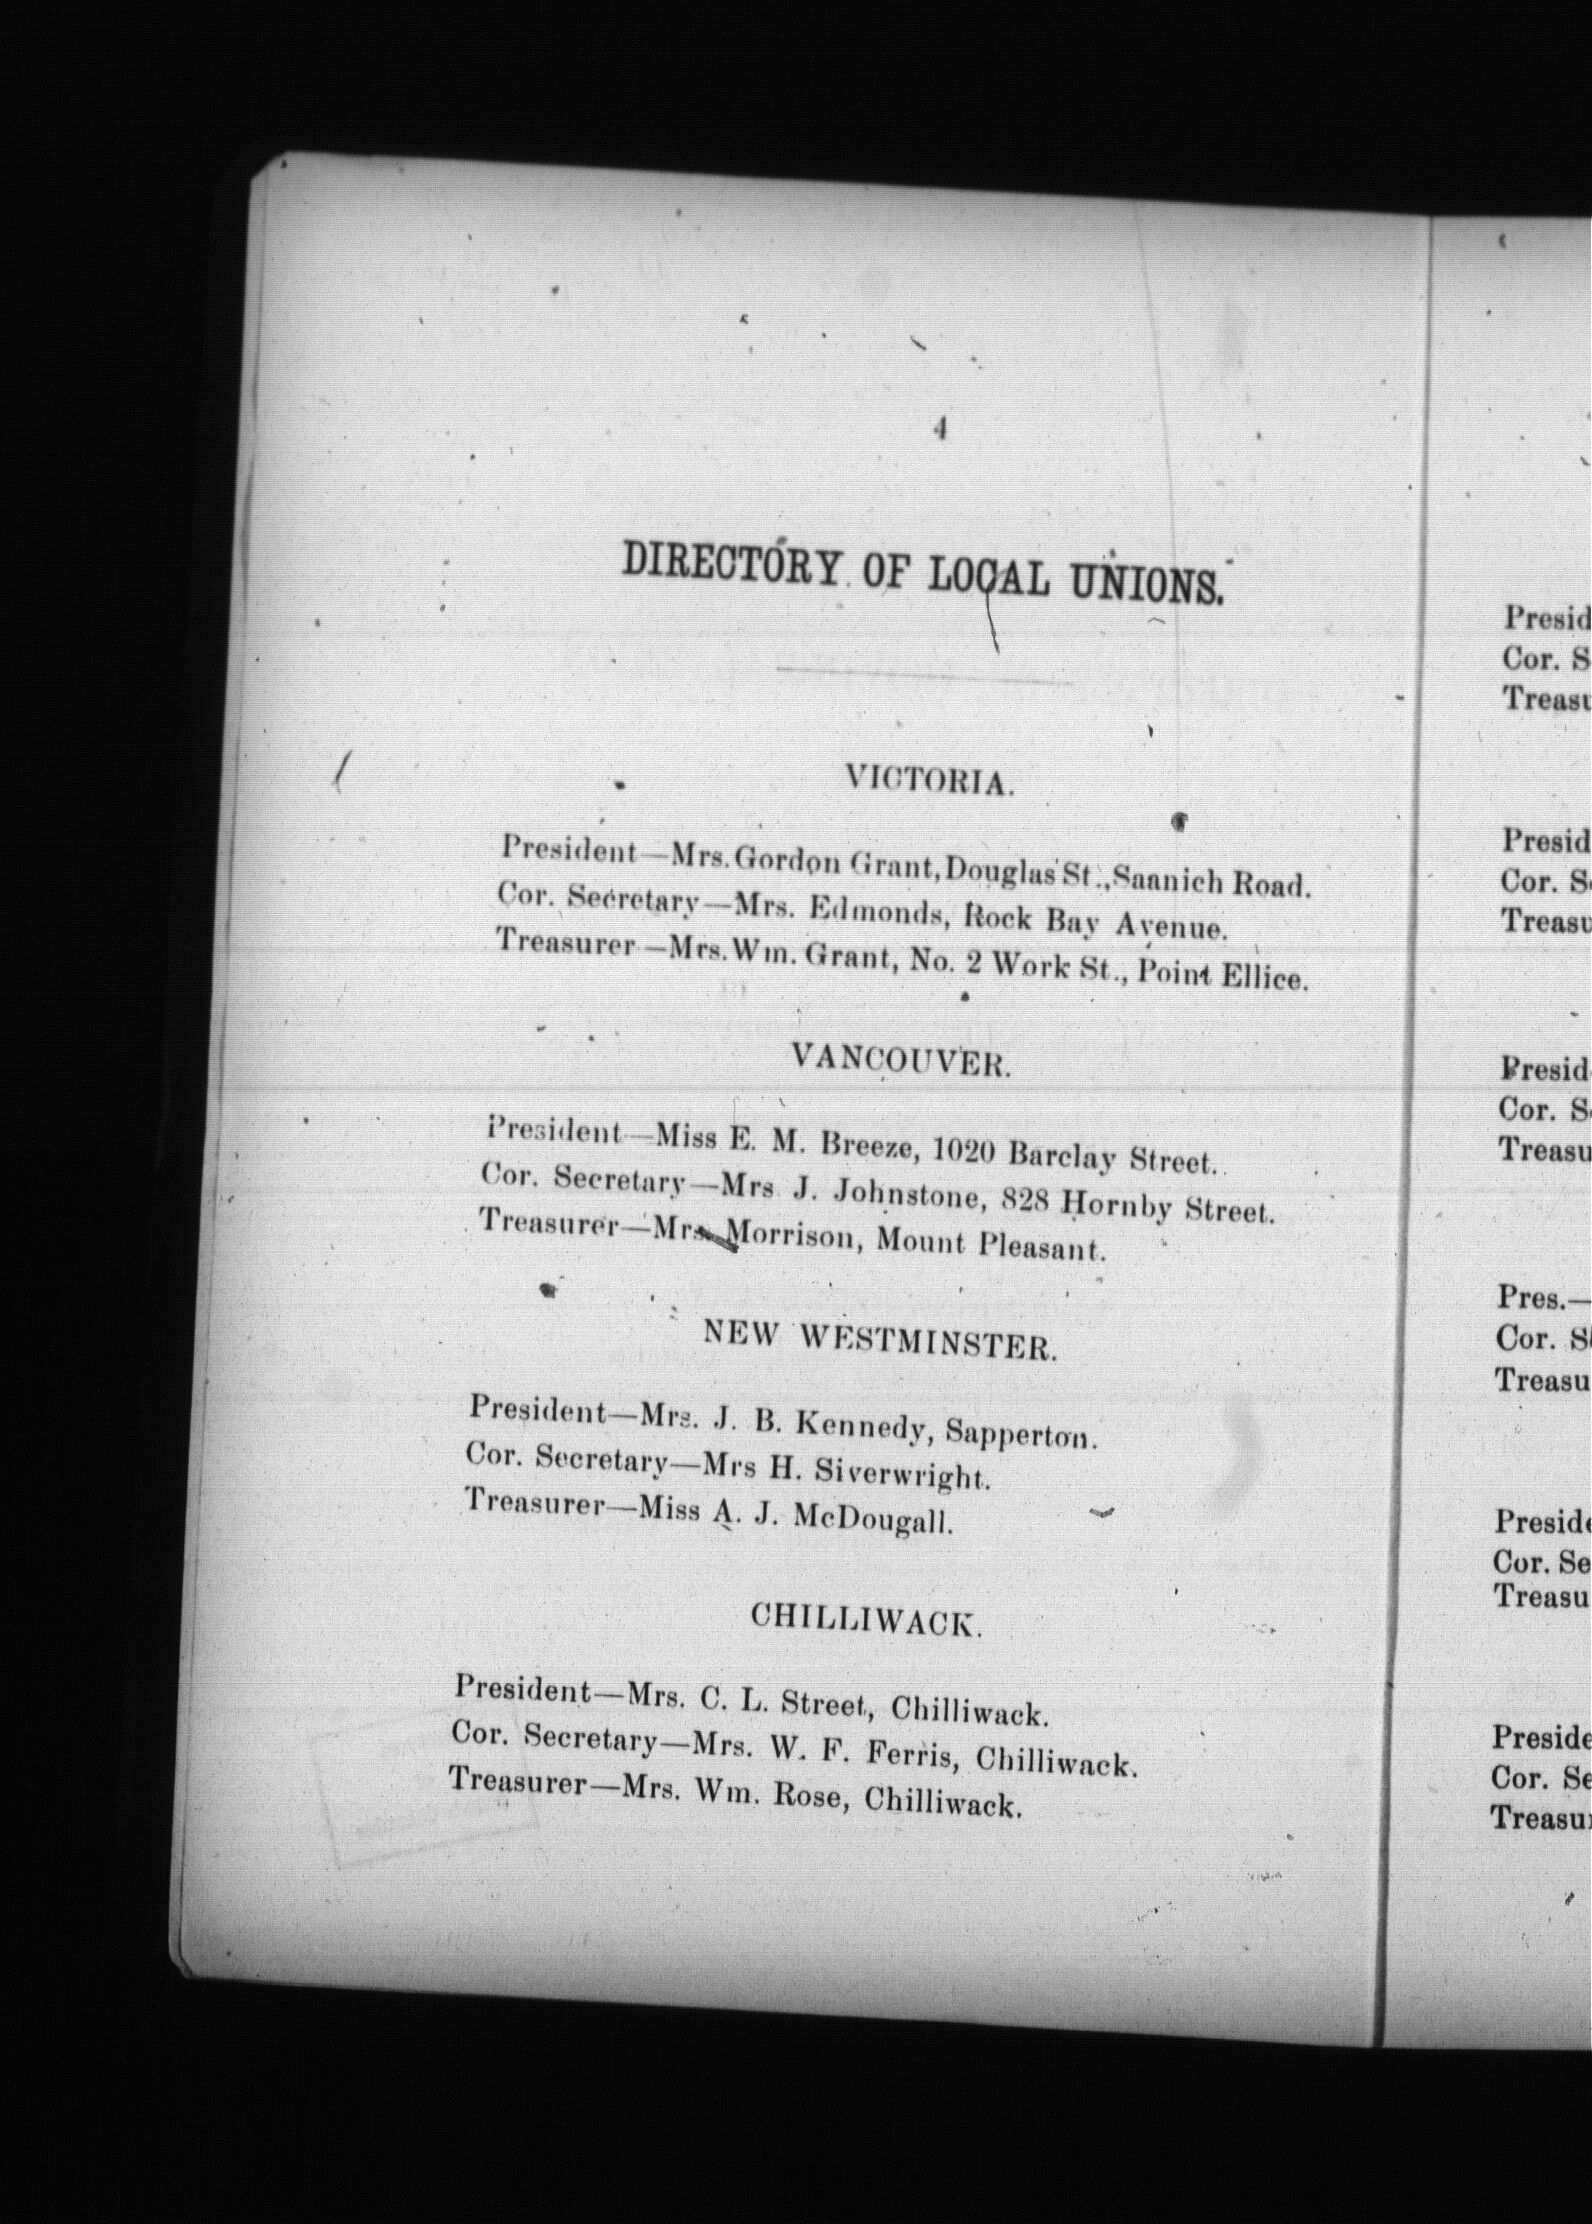 4
DIRECTORY OF LOCAL UNIONS.
VICTORIA.
President—Mrs. Gordon Grant, Douglas St., Saanich Road.
Cor. Secretary—Mrs. Edmonds, Rock Bay Avenue.
Treasurer—Mrs. Wm. Grant, No. 2 Work St., Point Ellice.
VANCOUVER.
President—Miss E. M. Breeze, 1020 Barclay Street.
Cor. Secretary—Mrs. J. Johnstone, 828 Hornby Street.
Treasurer—Mrs. Morrison, Mount Pleasant.
NEW WESTMINSTER.
President—Mrs. J. B. Kennedy, Sapperton.
Cor. Secretary—Mrs H. Siverwright.
Treasurer—Miss A. J. McDougall.
CHILLIWACK.
President—Mrs. C. L. Street, Chilliwack.
Cor. Secretary—Mrs. W. F. Ferris, Chilliwack.
Treasurer—Mrs. Wm. Rose, Chilliwack.
Presid
Cor. S
Treasu
Presid
Cor. Se
Treasu
Preside
Cor. Se
Treasu
Pres.—
Cor. Se
Treasu
Preside
Cor. Se
Treasu
Preside
Cor. Se
Treasur